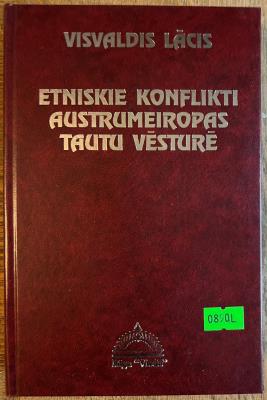 VISVALDIS LĀCIS
ETNISKIE KONFLIKTI
AUSTRUMEIROPAS
TAUTU VĒSTURĒ